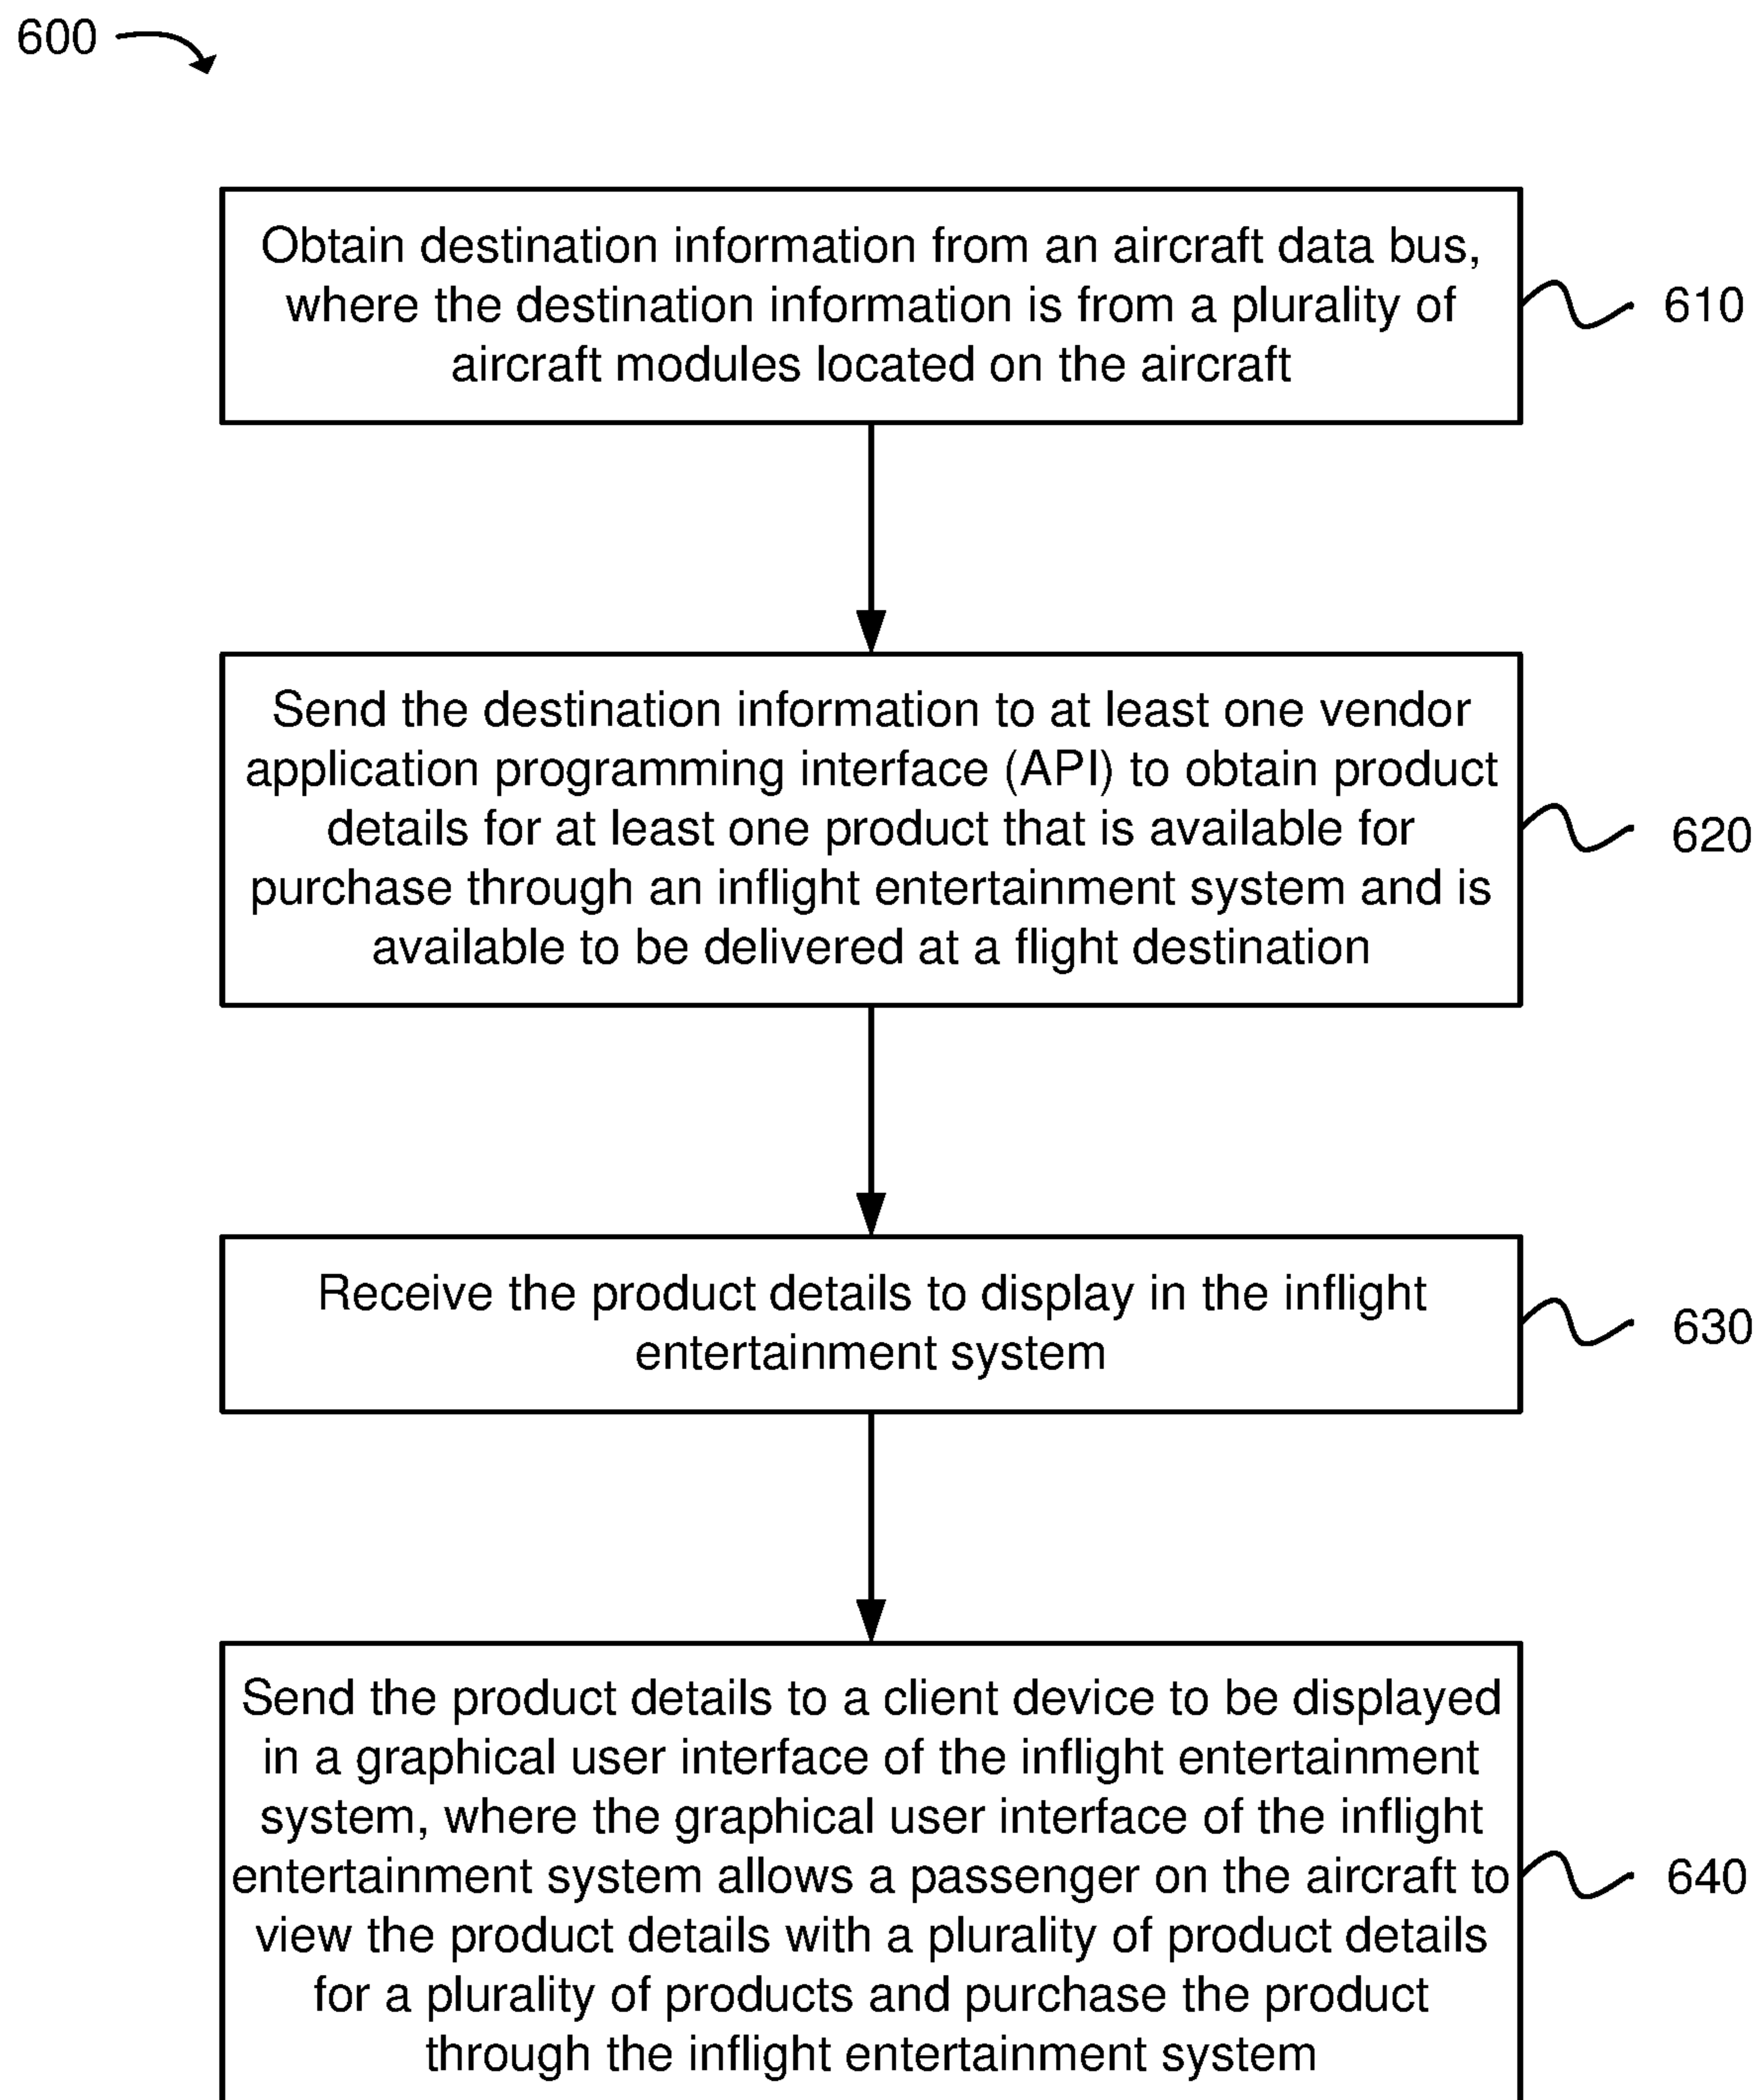 600
Obtain destination information from an aircraft data bus,
where the destination information is from a plurality of
aircraft modules located on the aircraft
610
Send the destination information to at least one vendor
application programming interface (API) to obtain product
details for at least one product that is available for
purchase through an inflight entertainment system and is
available to be delivered at a flight destination
620
Receive the product details to display in the inflight
entertainment system
630
Send the product details to a client device to be displayed
in a graphical user interface of the inflight entertainment
system, where the graphical user interface of the inflight
entertainment system allows a passenger on the aircraft to
view the product details with a plurality of product details
for a plurality of products and purchase the product
through the inflight entertainment system
640